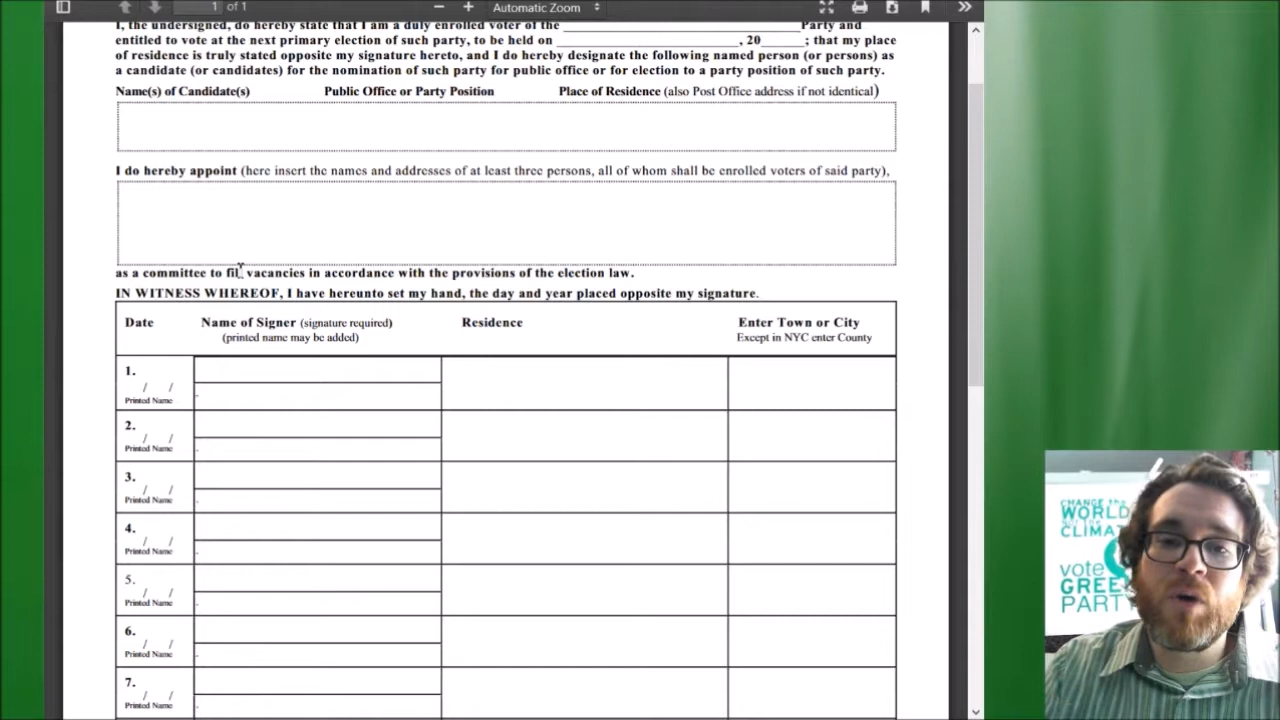 1 of 1
Automatic Zoom
I, the undersigned, do hereby state that I am a duly enrolled voter of the ____ Party and
entitled to vote at the next primary election of such party, to be held on ____, 20____; that my place
of residence is truly stated opposite my signature hereto, and I do hereby designate the following named person (or persons) as
a candidate (or candidates) for the nomination of such party for public office or for election to a party position of such party.
Name(s) of Candidate(s) Public Office or Party Position Place of Residence (also Post Office address if not identical)
I do hereby appoint (here insert the names and addresses of at least three persons, all of whom shall be enrolled voters of said party),
as a committee to fill vacancies in accordance with the provisions of the election law.
IN WITNESS WHEREOF, I have hereunto set my hand, the day and year placed opposite my signature.
Date Name of Signer (signature required) Residence Enter Town or City
(printed name may be added) Except in NYC enter County
1.
/ /
Printed Name
2.
/ /
Printed Name
3.
/ /
Printed Name
4.
/ /
Printed Name
5.
/ /
Printed Name
6.
/ /
Printed Name
7.
/ /
Printed Name
CHANGE the
WORLD
CLIMAT
vote
GREE
PARTY